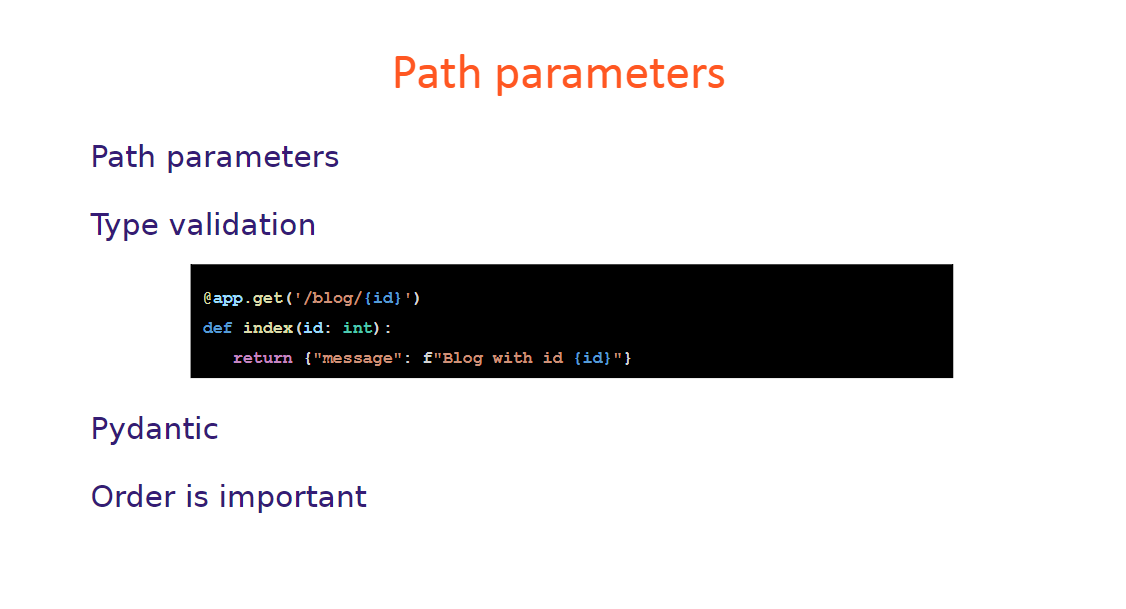 Path parameters
Path parameters
Type validation
@app.get('/blog/{id}')
def index(id: int):
   return {"message": f"Blog with id {id}"}
Pydantic
Order is important